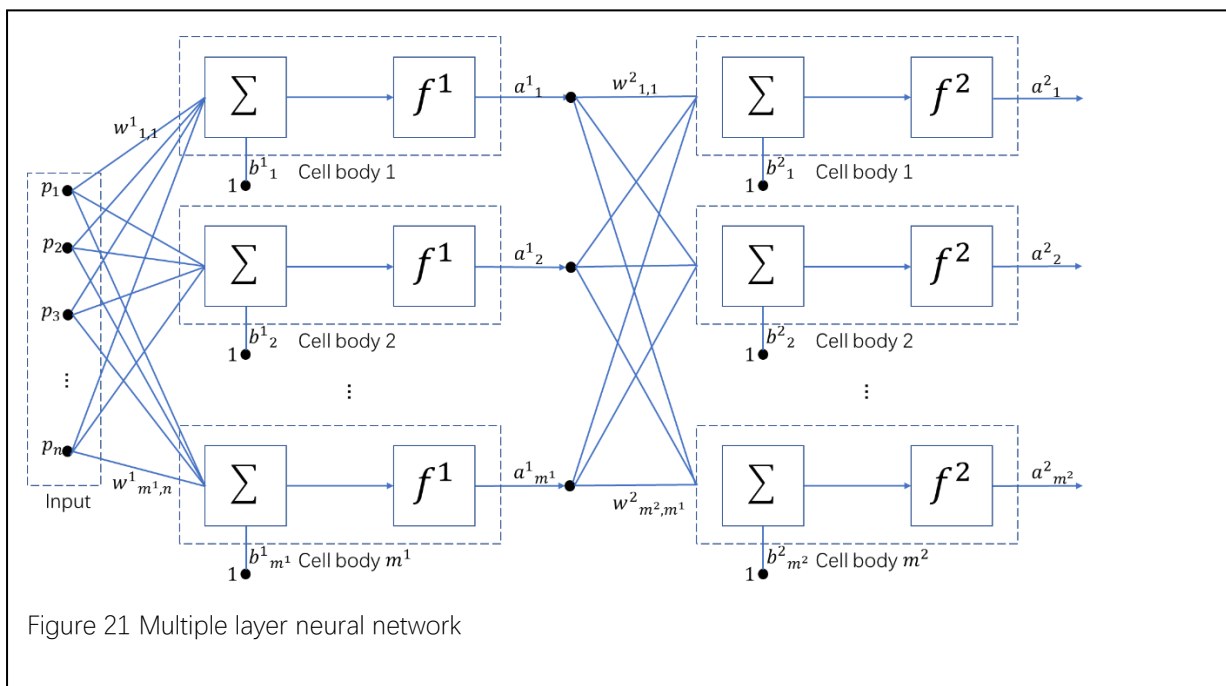 ∑ f¹ a¹₁ w²₁,₁ ∑ f² a²₁
w¹₁,₁
b¹₁ Cell body 1 b²₁ Cell body 1
1 1
p₁
p₂ ∑ f¹ a¹₂ ∑ f² a²₂
p₃
b¹₂ Cell body 2 b²₂ Cell body 2
1 1
⋮ ⋮ ⋮
pₙ
w¹ₘ¹,ₙ ∑ f¹ a¹ₘ¹ w²ₘ²,ₘ¹ ∑ f² a²ₘ²
Input
b¹ₘ¹ Cell body m¹ b²ₘ² Cell body m²
1 1
Figure 21 Multiple layer neural network